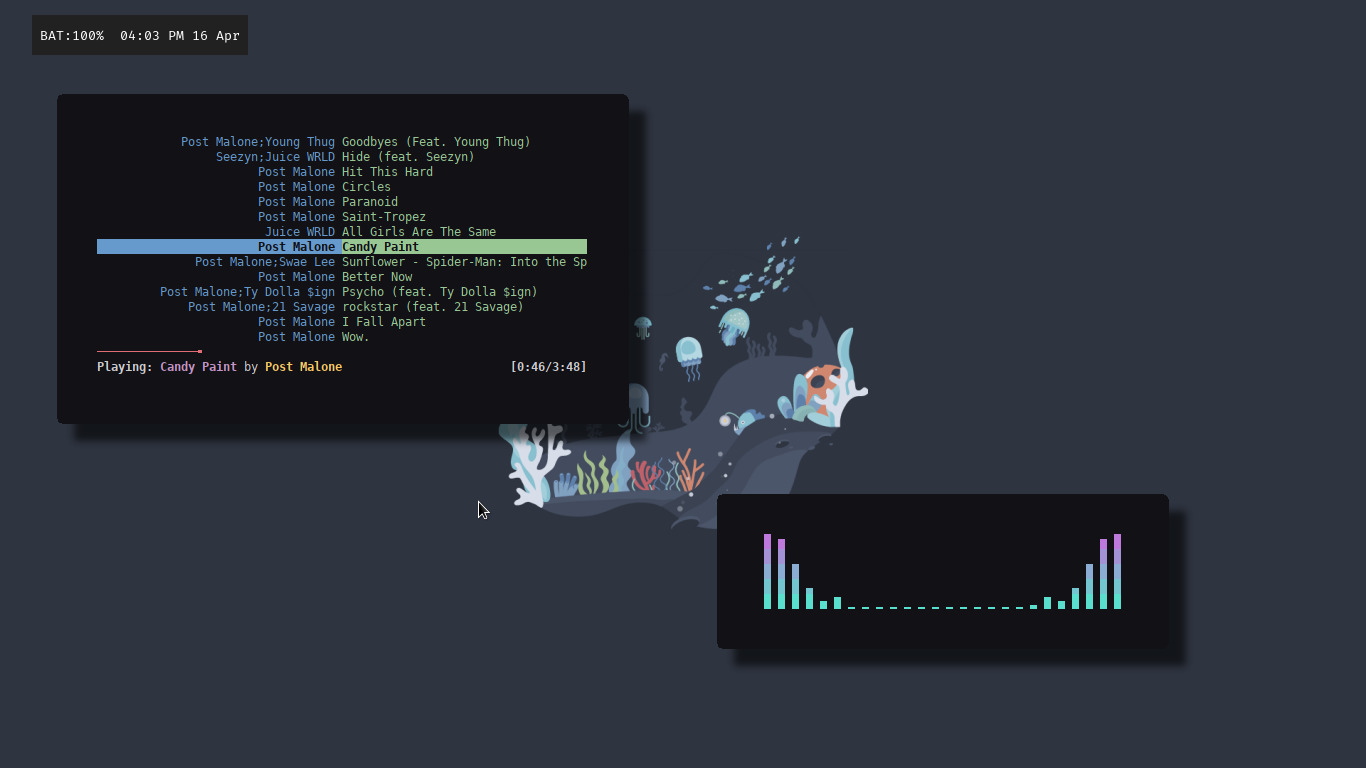 BAT:100%  04:03 PM 16 Apr
Post Malone;Young Thug Goodbyes (Feat. Young Thug)
Seezyn;Juice WRLD Hide (feat. Seezyn)
Post Malone Hit This Hard
Post Malone Circles
Post Malone Paranoid
Post Malone Saint-Tropez
Juice WRLD All Girls Are The Same
Post Malone Candy Paint
Post Malone;Swae Lee Sunflower - Spider-Man: Into the Sp
Post Malone Better Now
Post Malone;Ty Dolla $ign Psycho (feat. Ty Dolla $ign)
Post Malone;21 Savage rockstar (feat. 21 Savage)
Post Malone I Fall Apart
Post Malone Wow.
Playing: Candy Paint by Post Malone [0:46/3:48]